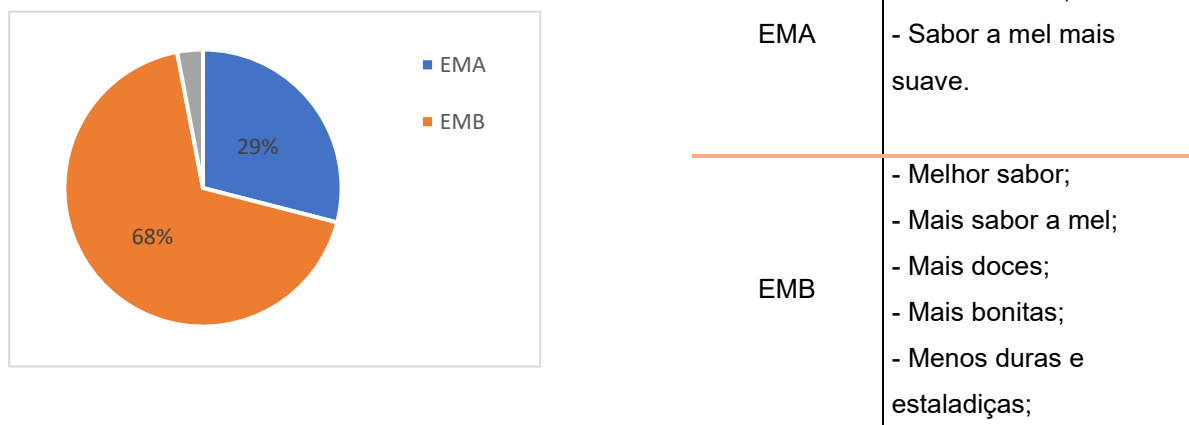 EMA
EMB
29%
68%
EMA
- Sabor a mel mais
suave.
EMB
- Melhor sabor;
- Mais sabor a mel;
- Mais doces;
- Mais bonitas;
- Menos duras e
estaladiças;